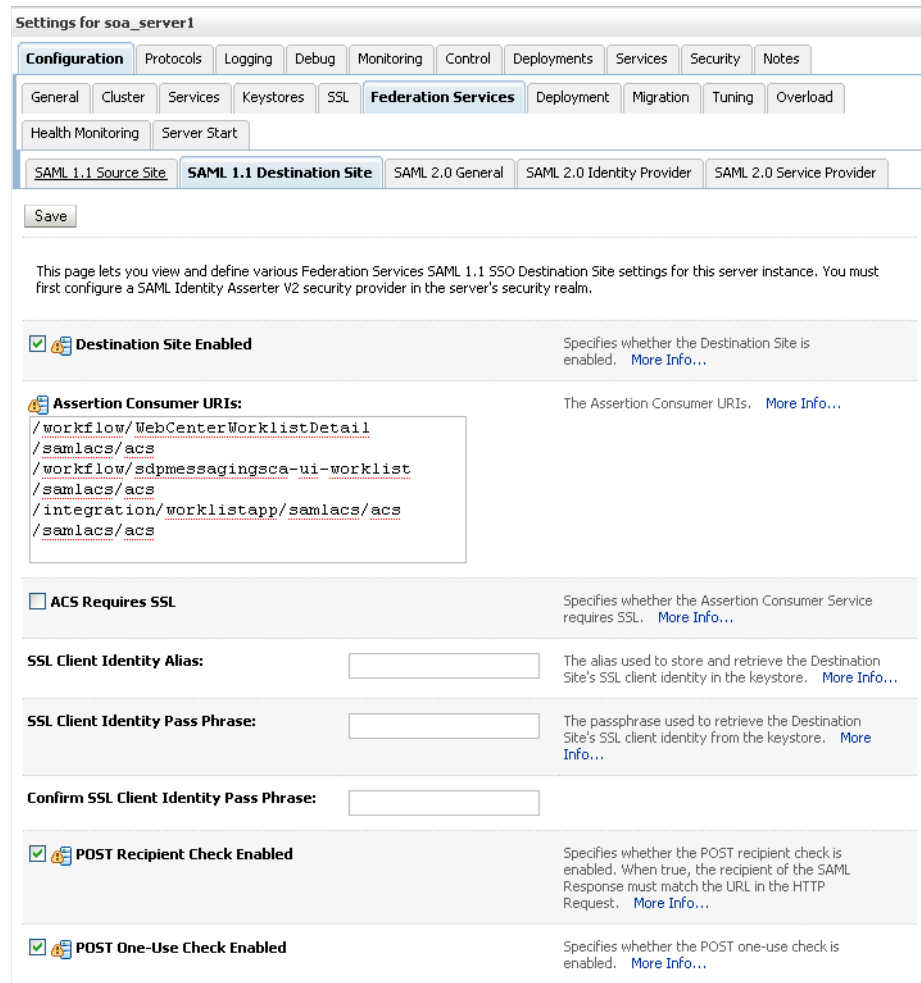 Settings for soa_server1
Configuration Protocols Logging Debug Monitoring Control Deployments Services Security Notes
General Cluster Services Keystores SSL Federation Services Deployment Migration Tuning Overload
Health Monitoring Server Start
SAML 1.1 Source Site SAML 1.1 Destination Site SAML 2.0 General SAML 2.0 Identity Provider SAML 2.0 Service Provider
Save
This page lets you view and define various Federation Services SAML 1.1 SSO Destination Site settings for this server instance. You must
first configure a SAML Identity Asserter V2 security provider in the server's security realm.
Destination Site Enabled
Specifies whether the Destination Site is
enabled. More Info...
Assertion Consumer URIs:
The Assertion Consumer URIs. More Info...
/workflow/WebCenterWorklistDetail
/samlacs/acs
/workflow/sdpmessagingsca-ui-worklist
/samlacs/acs
/integration/worklistapp/samlacs/acs
/samlacs/acs
ACS Requires SSL
Specifies whether the Assertion Consumer Service
requires SSL. More Info...
SSL Client Identity Alias:
The alias used to store and retrieve the Destination
Site's SSL client identity in the keystore. More Info...
SSL Client Identity Pass Phrase:
The passphrase used to retrieve the Destination
Site's SSL client identity from the keystore. More
Info...
Confirm SSL Client Identity Pass Phrase:
POST Recipient Check Enabled
Specifies whether the POST recipient check is
enabled. When true, the recipient of the SAML
Response must match the URL in the HTTP
Request. More Info...
POST One-Use Check Enabled
Specifies whether the POST one-use check is
enabled. More Info...